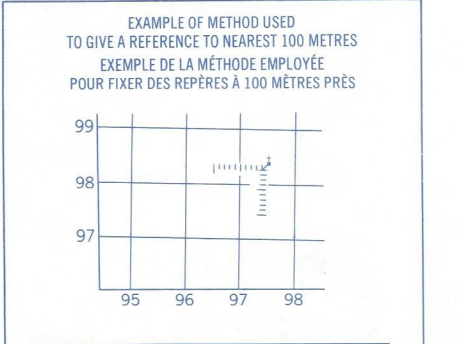 EXAMPLE OF METHOD USED
TO GIVE A REFERENCE TO NEAREST 100 METRES
EXEMPLE DE LA MÉTHODE EMPLOYÉE
POUR FIXER DES REPÈRES À 100 MÈTRES PRÈS
99
98
97
95 96 97 98